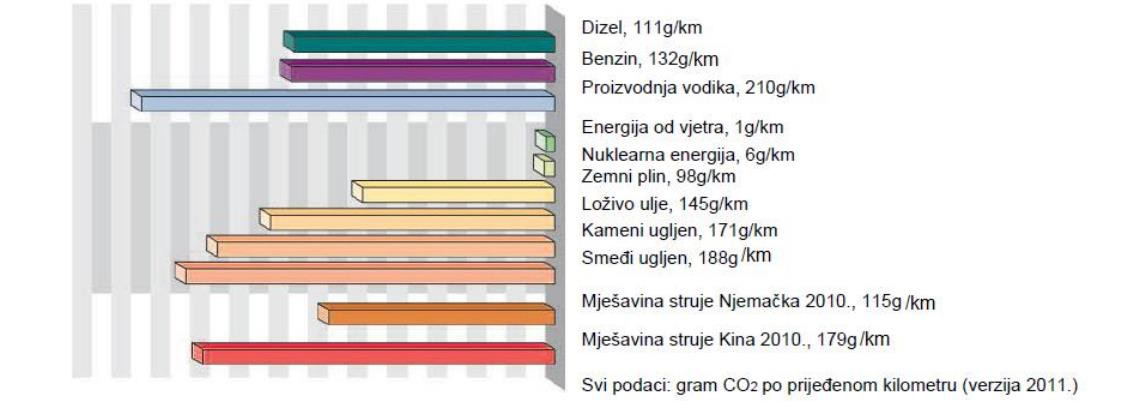 Dizel, 111g/km
Benzin, 132g/km
Proizvodnja vodika, 210g/km
Energija od vjetra, 1g/km
Nuklearna energija, 6g/km
Zemni plin, 98g/km
Loživo ulje, 145g/km
Kameni ugljen, 171g/km
Smeđi ugljen, 188g/km
Mješavina struje Njemačka 2010., 115g/km
Mješavina struje Kina 2010., 179g/km
Svi podaci: gram CO2 po prijeđenom kilometru (verzija 2011.)